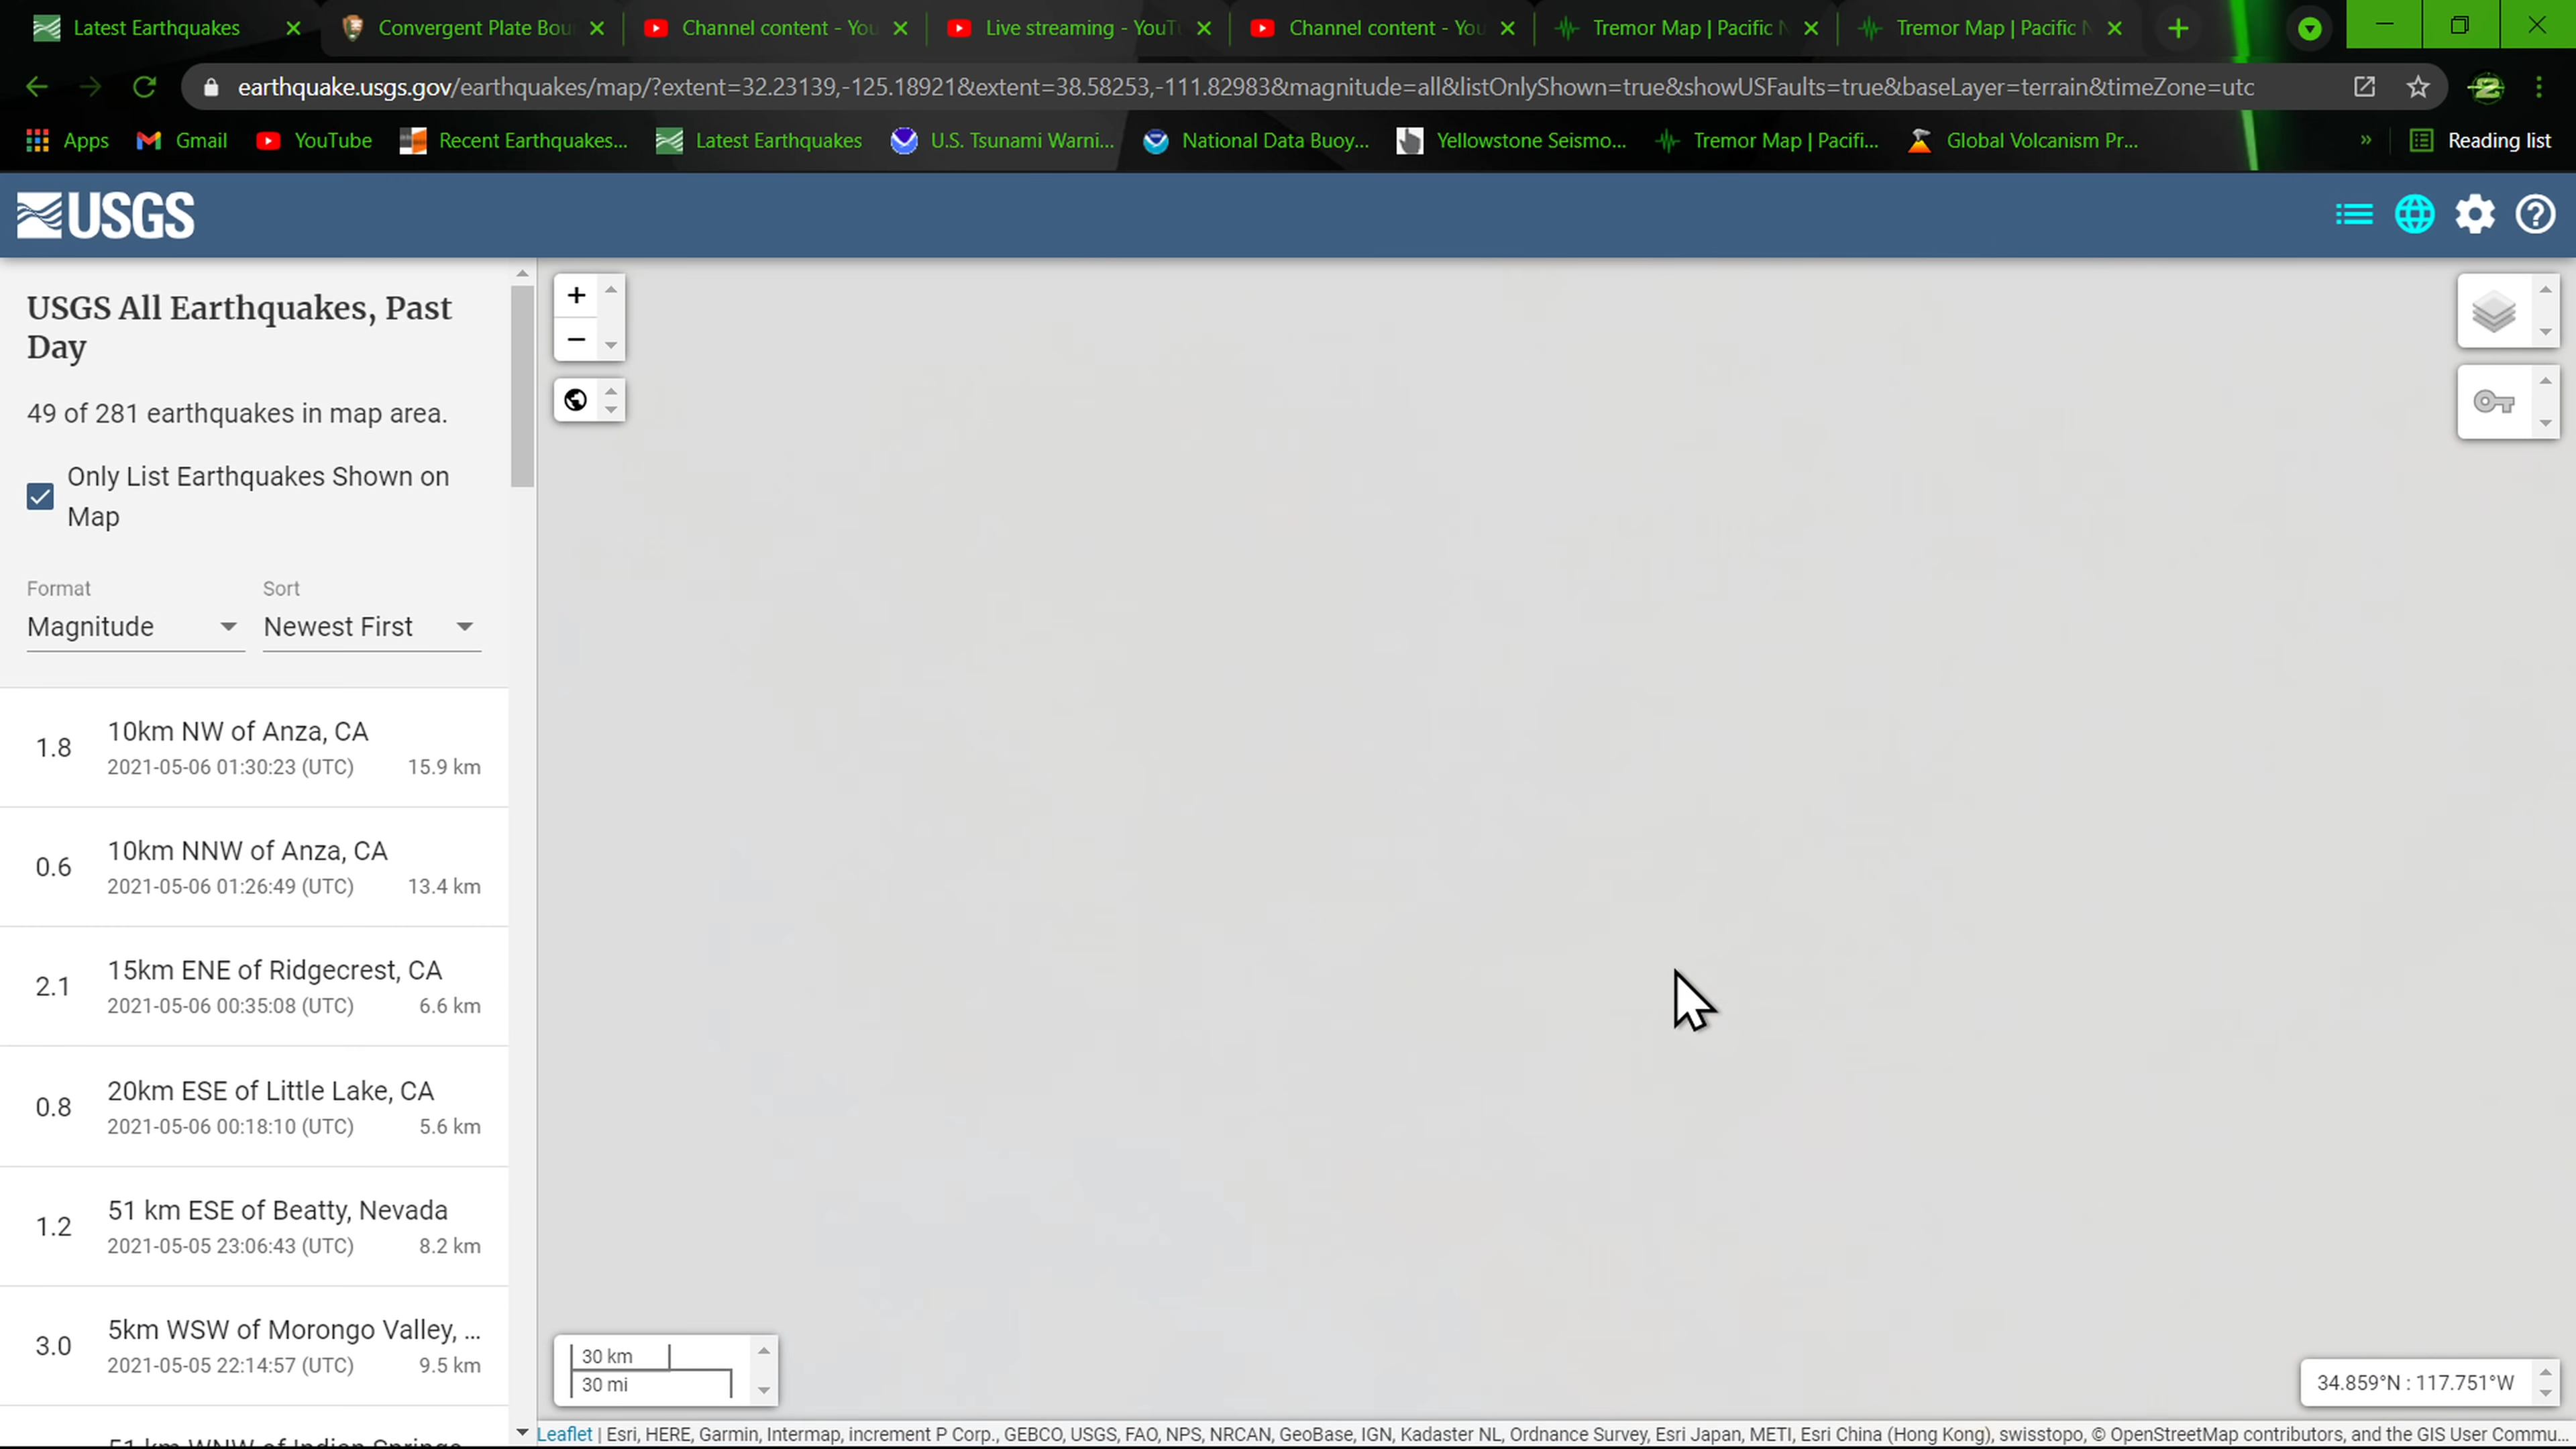 Latest Earthquakes
Convergent Plate Bou
Channel content - You
Live streaming - YouT
Channel content - You
Tremor Map | Pacific N
Tremor Map | Pacific N
earthquake.usgs.gov/earthquakes/map/?extent=32.23139,-125.18921&extent=38.58253,-111.82983&magnitude=all&listOnlyShown=true&showUSFaults=true&baseLayer=terrain&timeZone=utc
Apps
Gmail
YouTube
Recent Earthquakes...
Latest Earthquakes
U.S. Tsunami Warni...
National Data Buoy...
Yellowstone Seismo...
Tremor Map | Pacifi...
Global Volcanism Pr...
»
Reading list
USGS
USGS All Earthquakes, Past
Day
49 of 281 earthquakes in map area.
Only List Earthquakes Shown on
Map
Format
Sort
Magnitude
Newest First
1.8
10km NW of Anza, CA
2021-05-06 01:30:23 (UTC) 15.9 km
0.6
10km NNW of Anza, CA
2021-05-06 01:26:49 (UTC) 13.4 km
2.1
15km ENE of Ridgecrest, CA
2021-05-06 00:35:08 (UTC) 6.6 km
0.8
20km ESE of Little Lake, CA
2021-05-06 00:18:10 (UTC) 5.6 km
1.2
51 km ESE of Beatty, Nevada
2021-05-05 23:06:43 (UTC) 8.2 km
3.0
5km WSW of Morongo Valley, ...
2021-05-05 22:14:57 (UTC) 9.5 km
51 km WNW of Indian Springs
30 km
30 mi
34.859°N : 117.751°W
Leaflet | Esri, HERE, Garmin, Intermap, increment P Corp., GEBCO, USGS, FAO, NPS, NRCAN, GeoBase, IGN, Kadaster NL, Ordnance Survey, Esri Japan, METI, Esri China (Hong Kong), swisstopo, © OpenStreetMap contributors, and the GIS User Commu...